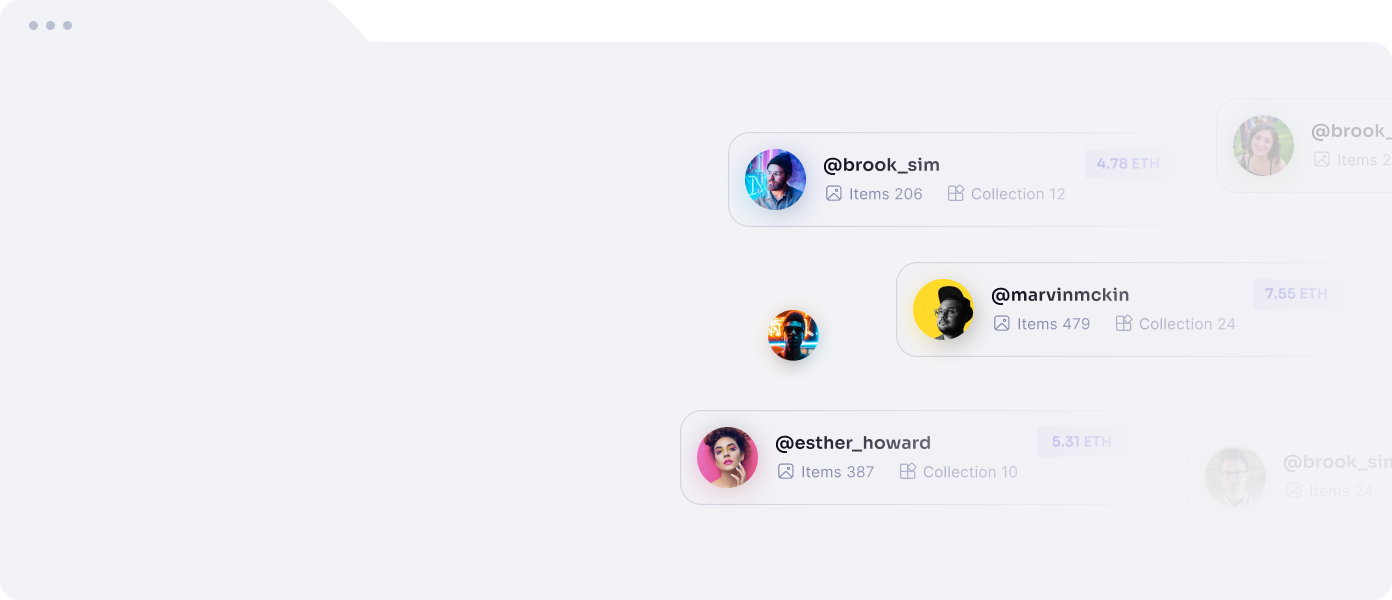 @brook_
Items 2
@brook_sim
4.78 ETH
Items 206
Collection 12
@marvinmckin
7.55 ETH
Items 479
Collection 24
@esther_howard
5.31 ETH
Items 387
Collection 10
@brook_sim
Items 24